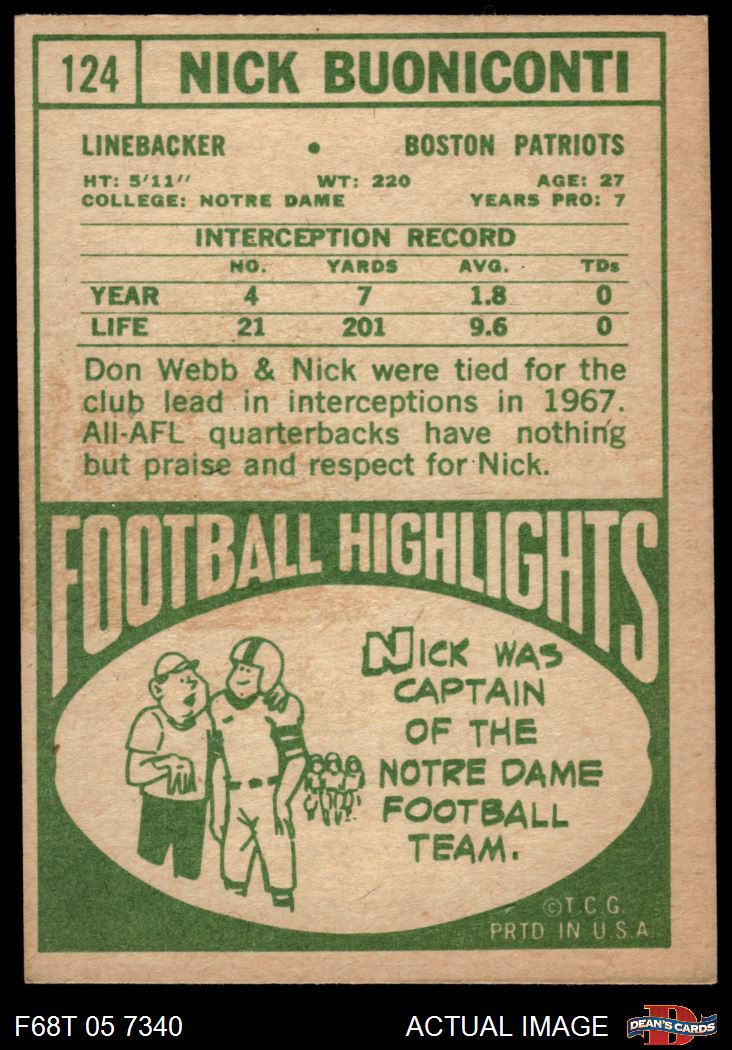 124 NICK BUONICONTI
LINEBACKER • BOSTON PATRIOTS
HT: 5'11" WT: 220 AGE: 27
COLLEGE: NOTRE DAME YEARS PRO: 7
INTERCEPTION RECORD
NO. YARDS AVG. TDs
YEAR 4 7 1.8 0
LIFE 21 201 9.6 0
Don Webb & Nick were tied for the
club lead in interceptions in 1967.
All-AFL quarterbacks have nothing
but praise and respect for Nick.
FOOTBALL HIGHLIGHTS
NICK WAS
CAPTAIN
OF THE
NOTRE DAME
FOOTBALL
TEAM.
©T.C.G.
PRTD IN U.S.A.
F68T 05 7340 ACTUAL IMAGE DEAN'S CARDS